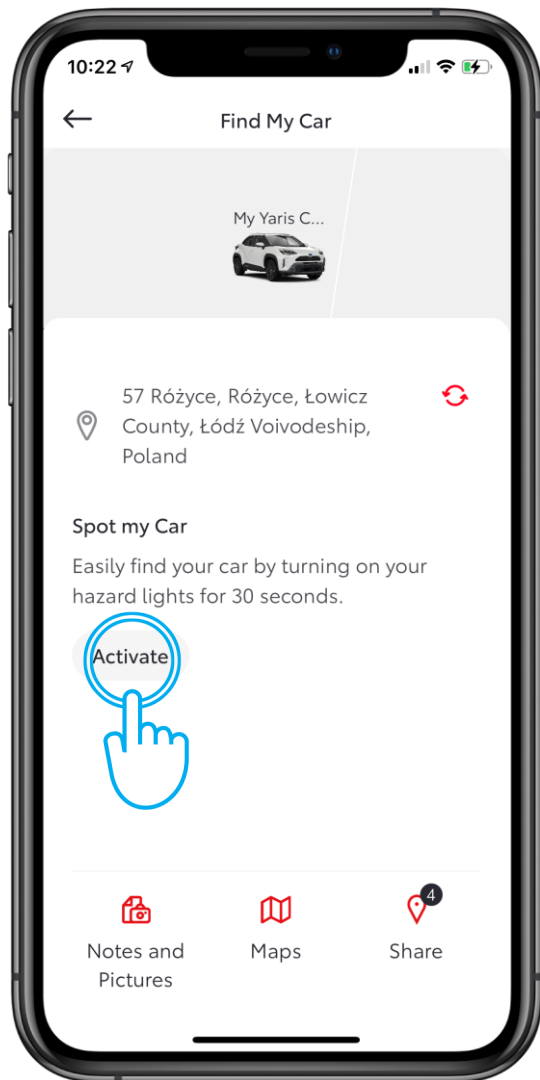 10:22
Find My Car
My Yaris C...
57 Różyce, Różyce, Łowicz
County, Łódź Voivodeship,
Poland
Spot my Car
Easily find your car by turning on your
hazard lights for 30 seconds.
Activate
4
Notes and
Pictures
Maps
Share